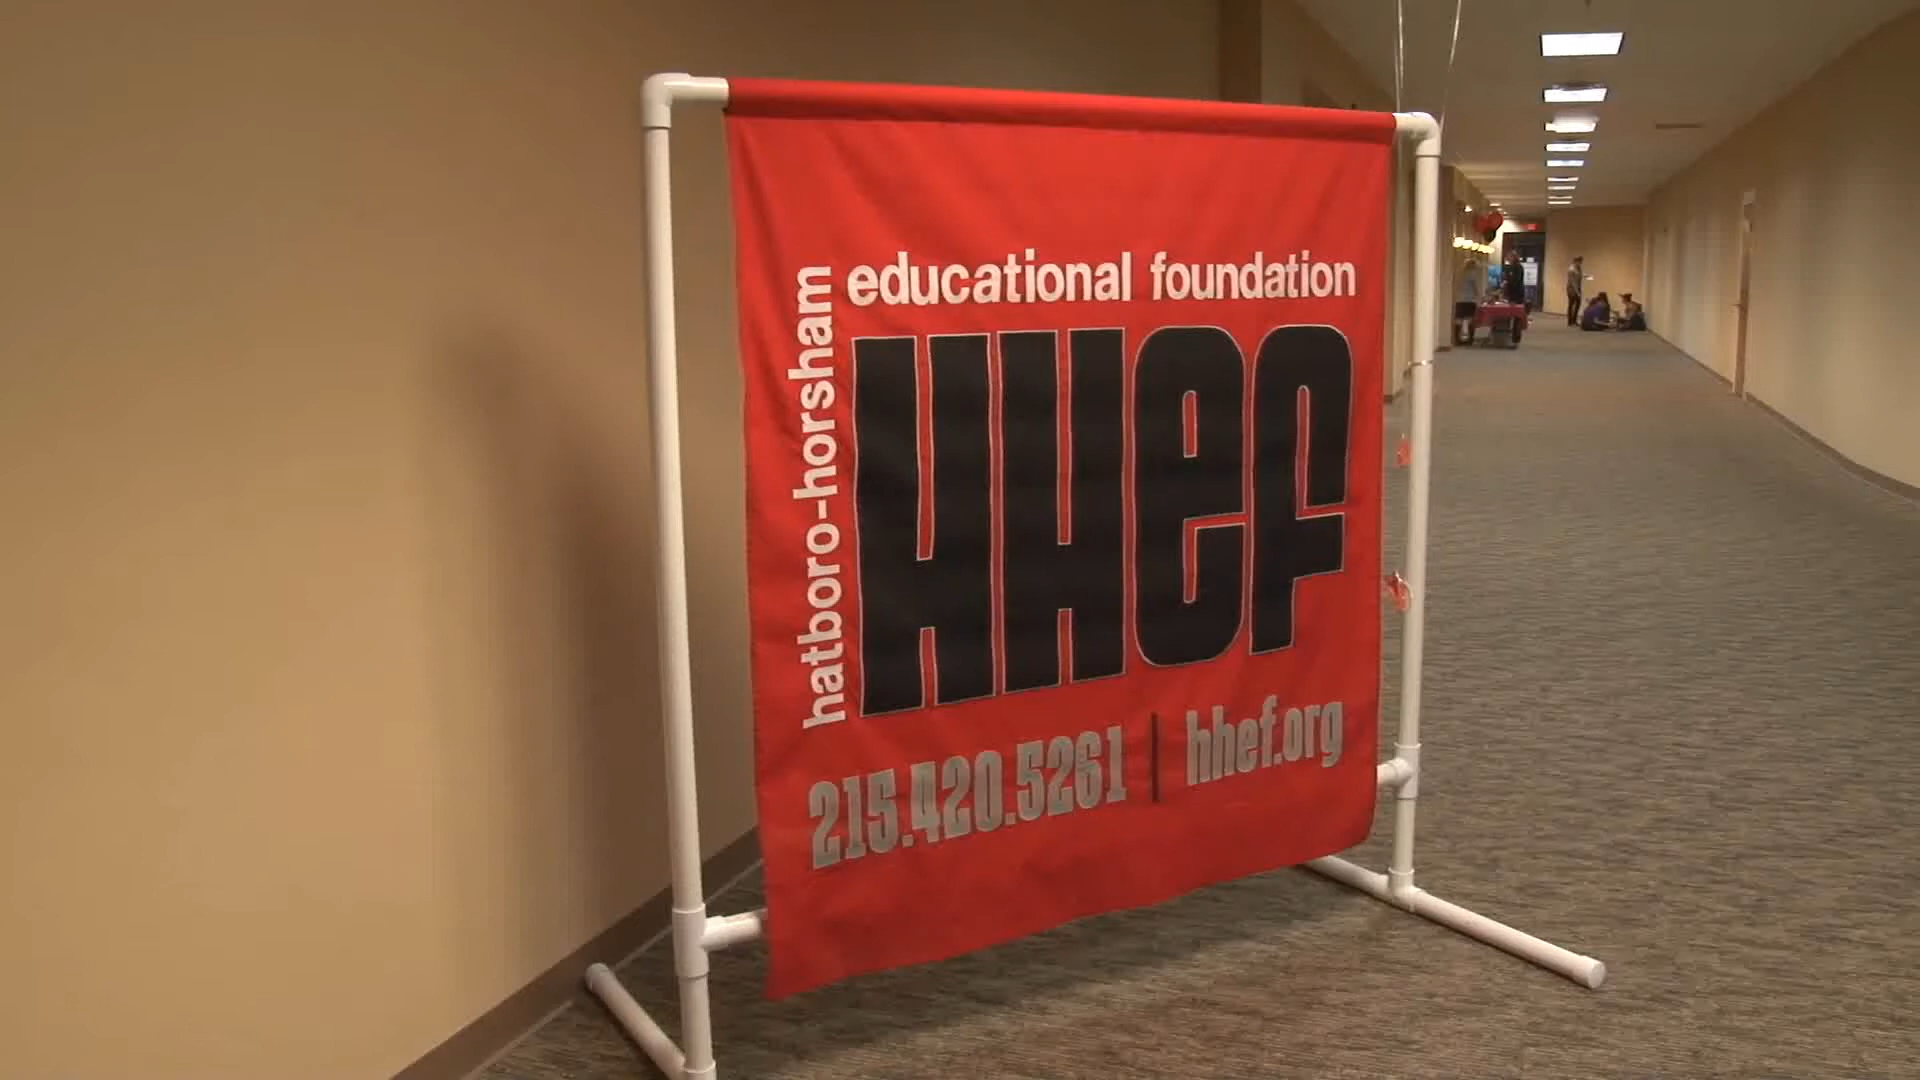 educational foundation
hatboro-horsham
HHEF
215.420.5261 | hhef.org